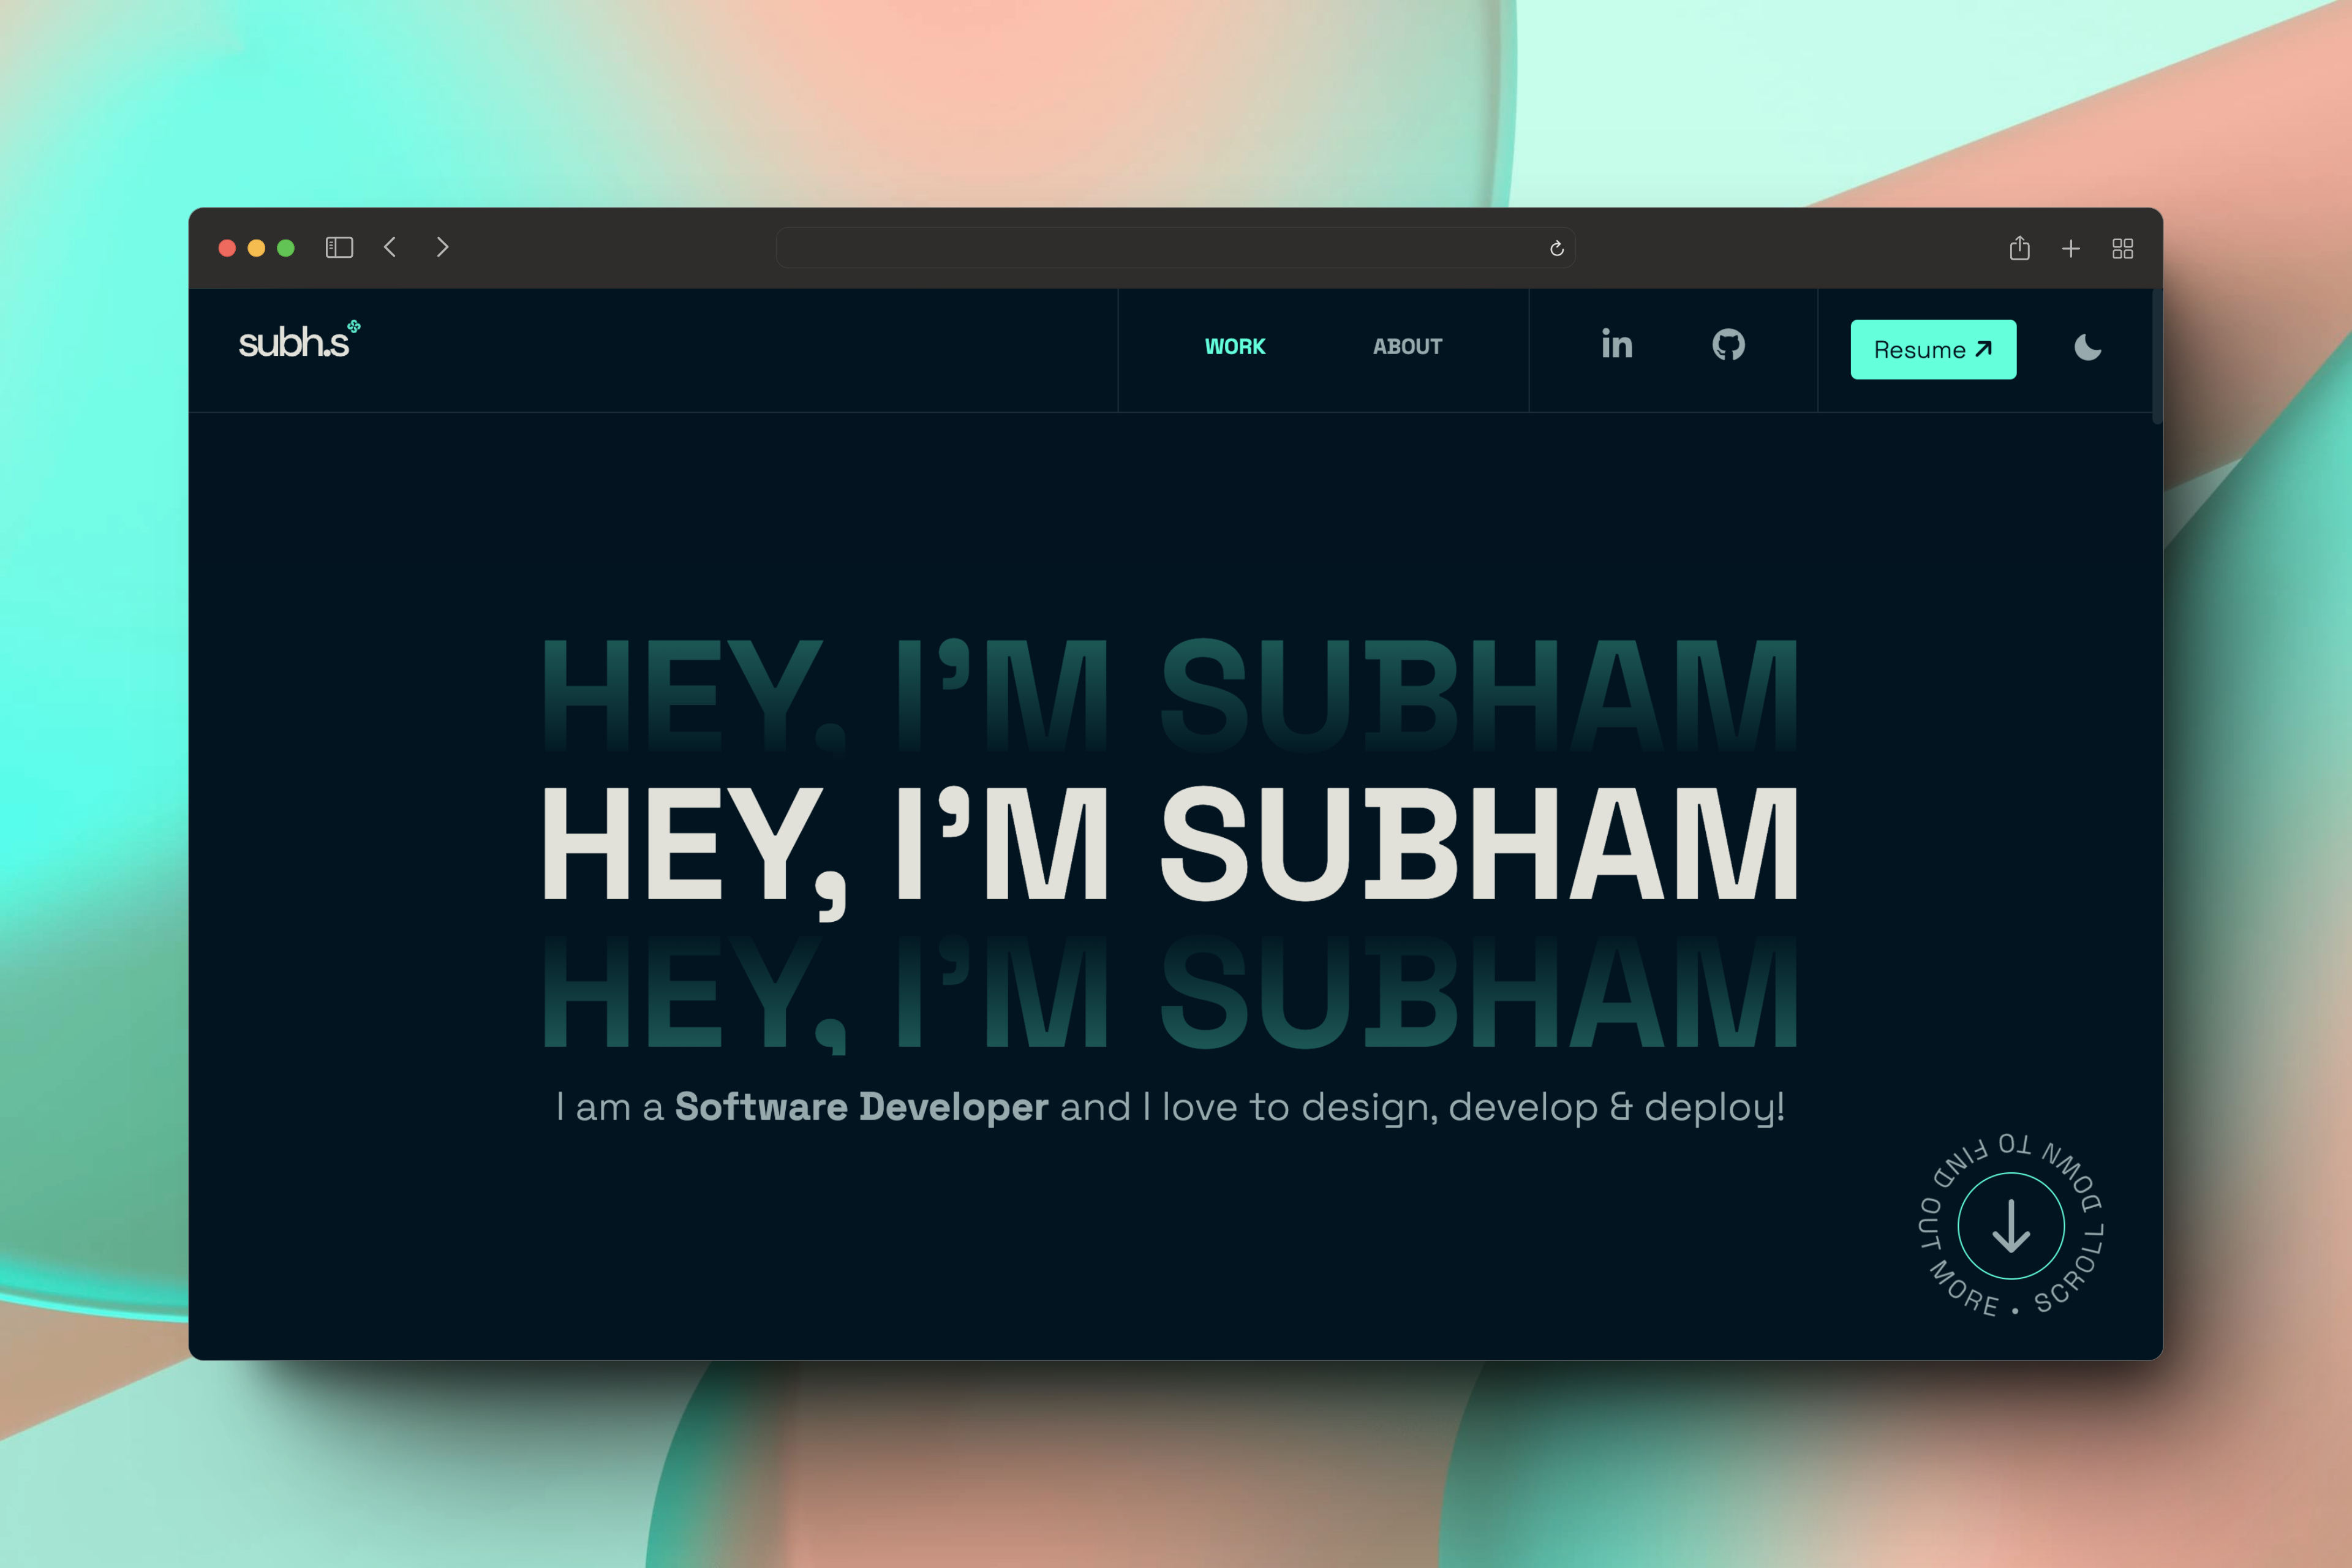 subh.s
WORK
ABOUT
in
Resume
HEY, I’M SUBHAM
HEY, I’M SUBHAM
HEY, I’M SUBHAM
I am a Software Developer and I love to design, develop & deploy!
SCROLL DOWN TO FIND OUT MORE •